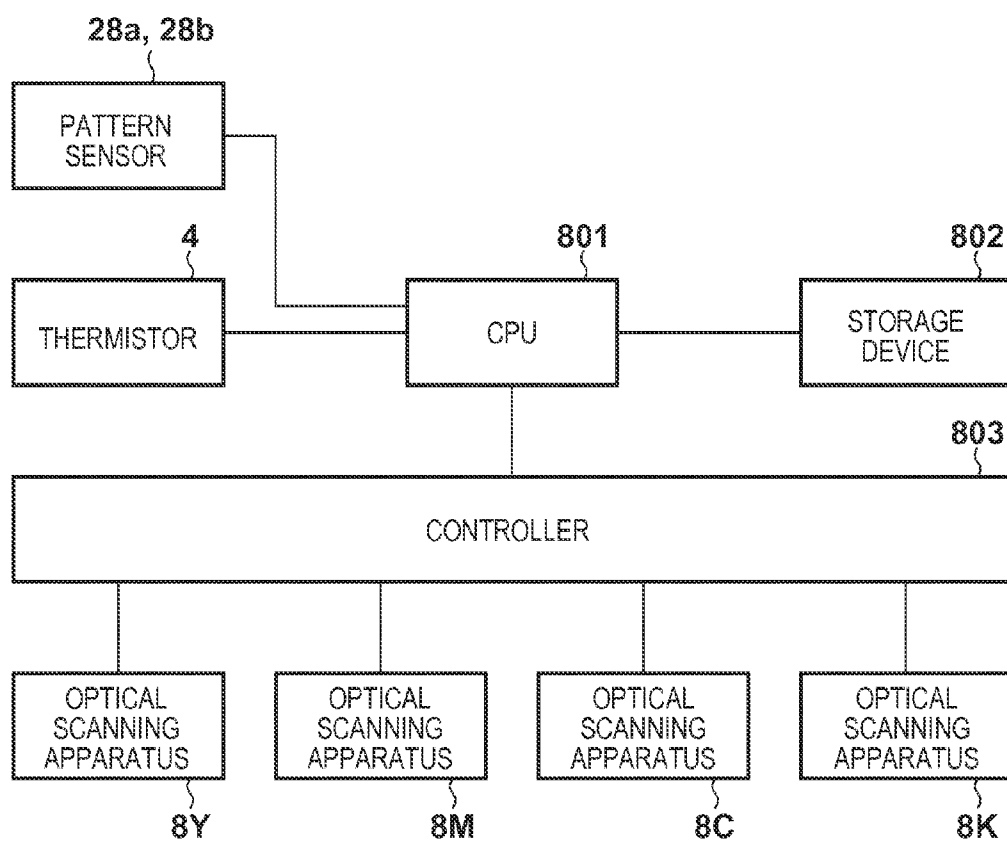 28a, 28b
PATTERN
SENSOR
4
THERMISTOR
801
CPU
802
STORAGE
DEVICE
803
CONTROLLER
OPTICAL
SCANNING
APPARATUS
8Y
OPTICAL
SCANNING
APPARATUS
8M
OPTICAL
SCANNING
APPARATUS
8C
OPTICAL
SCANNING
APPARATUS
8K